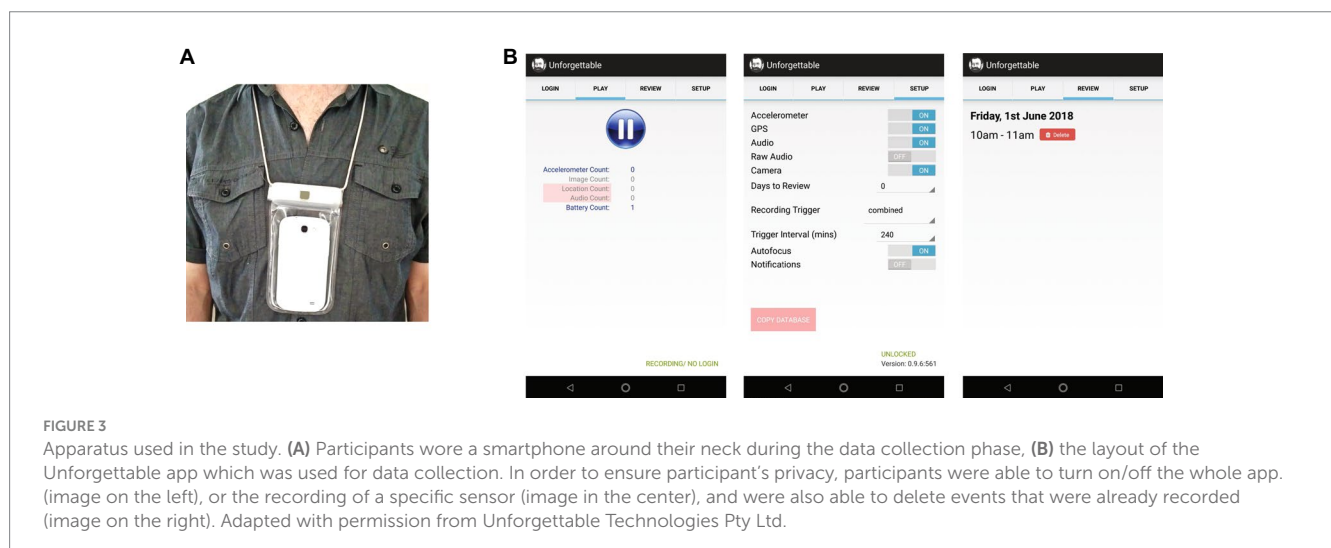 A
B
Unforgettable
LOGIN PLAY REVIEW SETUP
Accelerometer Count: 0
Image Count: 0
Location Count: 0
Audio Count: 0
Battery Count: 1
RECORDING/ NO LOGIN
Unforgettable
LOGIN PLAY REVIEW SETUP
Accelerometer ON
GPS ON
Audio ON
Raw Audio OFF
Camera ON
Days to Review 0
Recording Trigger combined
Trigger Interval (mins) 240
Autofocus ON
Notifications OFF
COPY DATABASE
UNLOCKED
Version: 0.9.6:561
Unforgettable
LOGIN PLAY REVIEW SETUP
Friday, 1st June 2018
10am - 11am Delete
FIGURE 3
Apparatus used in the study. (A) Participants wore a smartphone around their neck during the data collection phase, (B) the layout of the
Unforgettable app which was used for data collection. In order to ensure participant's privacy, participants were able to turn on/off the whole app.
(image on the left), or the recording of a specific sensor (image in the center), and were also able to delete events that were already recorded
(image on the right). Adapted with permission from Unforgettable Technologies Pty Ltd.